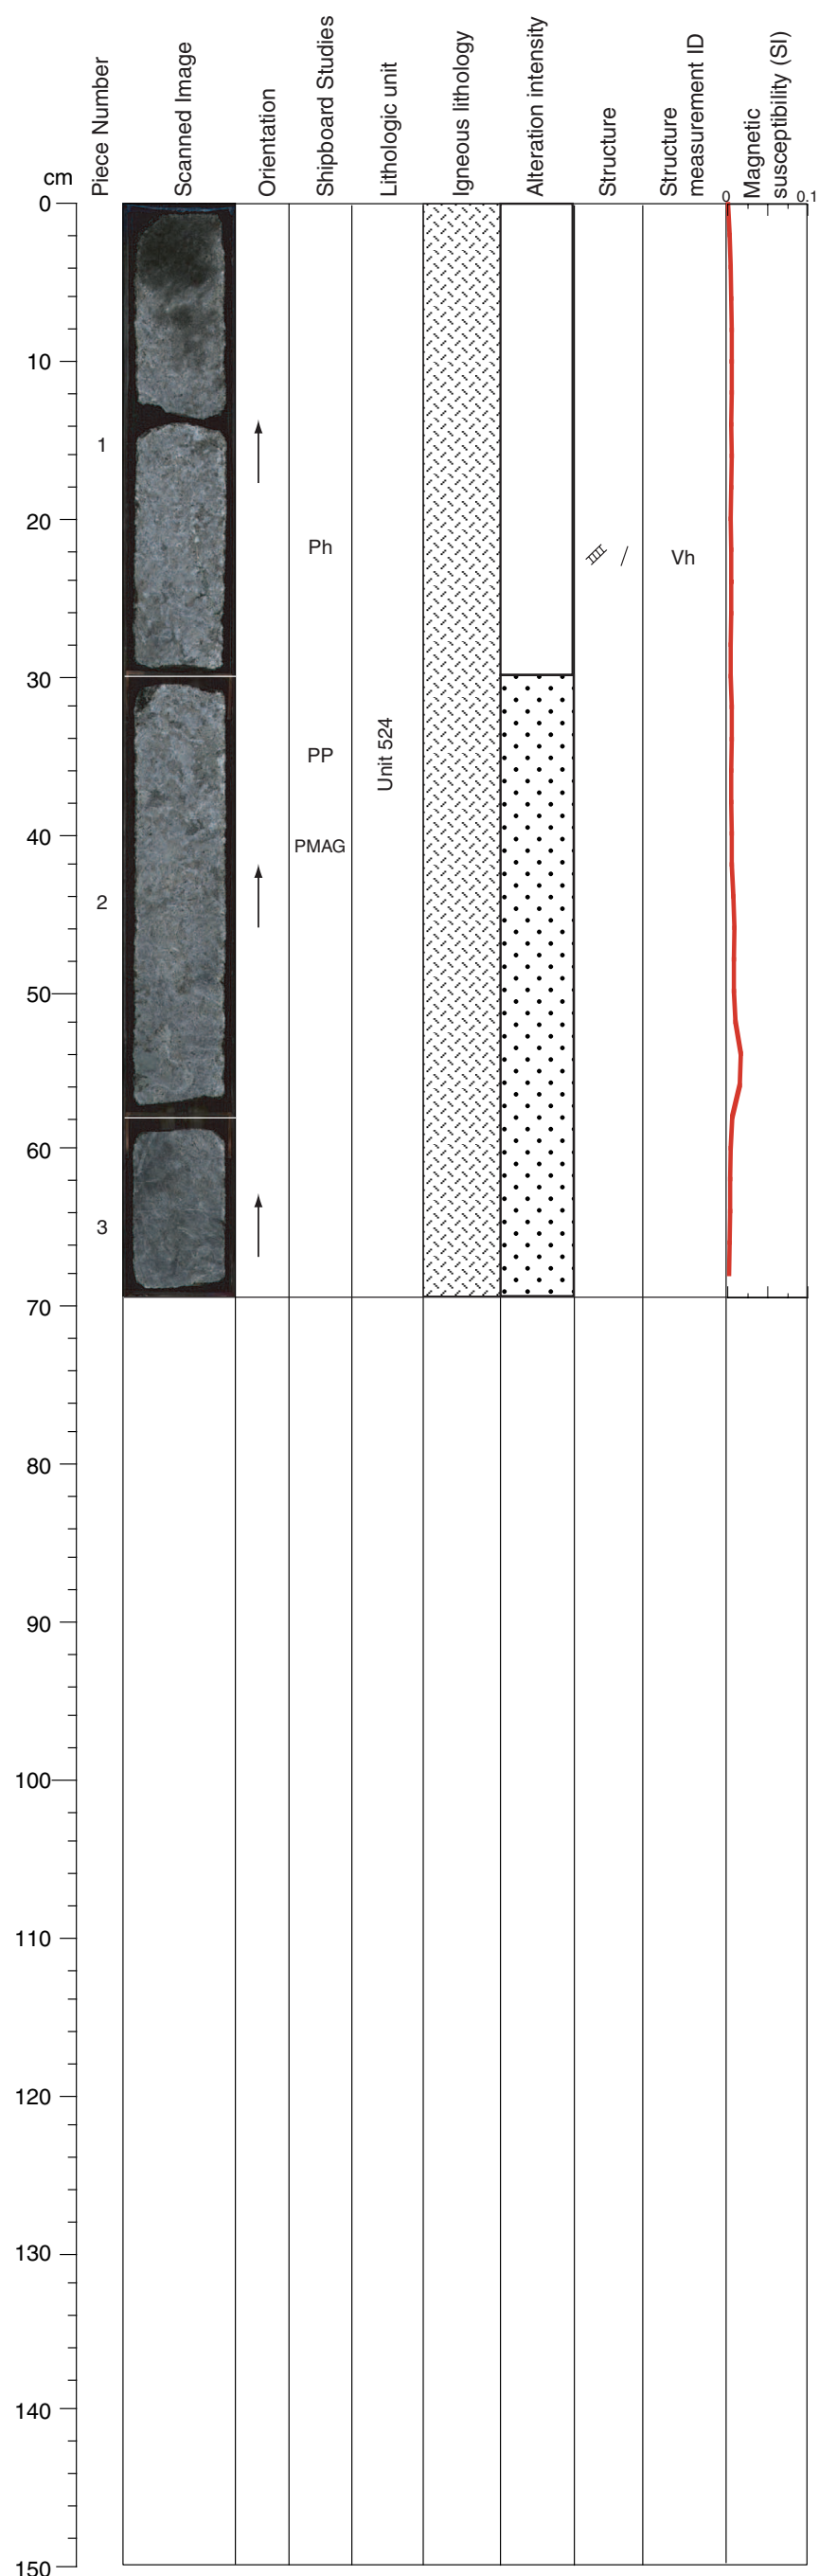 cm
Piece Number
Scanned Image
Orientation
Shipboard Studies
Lithologic unit
Igneous lithology
Alteration intensity
Structure
Structure
measurement ID
Magnetic
susceptibility (SI)
0 0.1
0
10
1
20
Ph
Vh
30
PP
Unit 524
40
PMAG
2
50
60
3
70
80
90
100
110
120
130
140
150